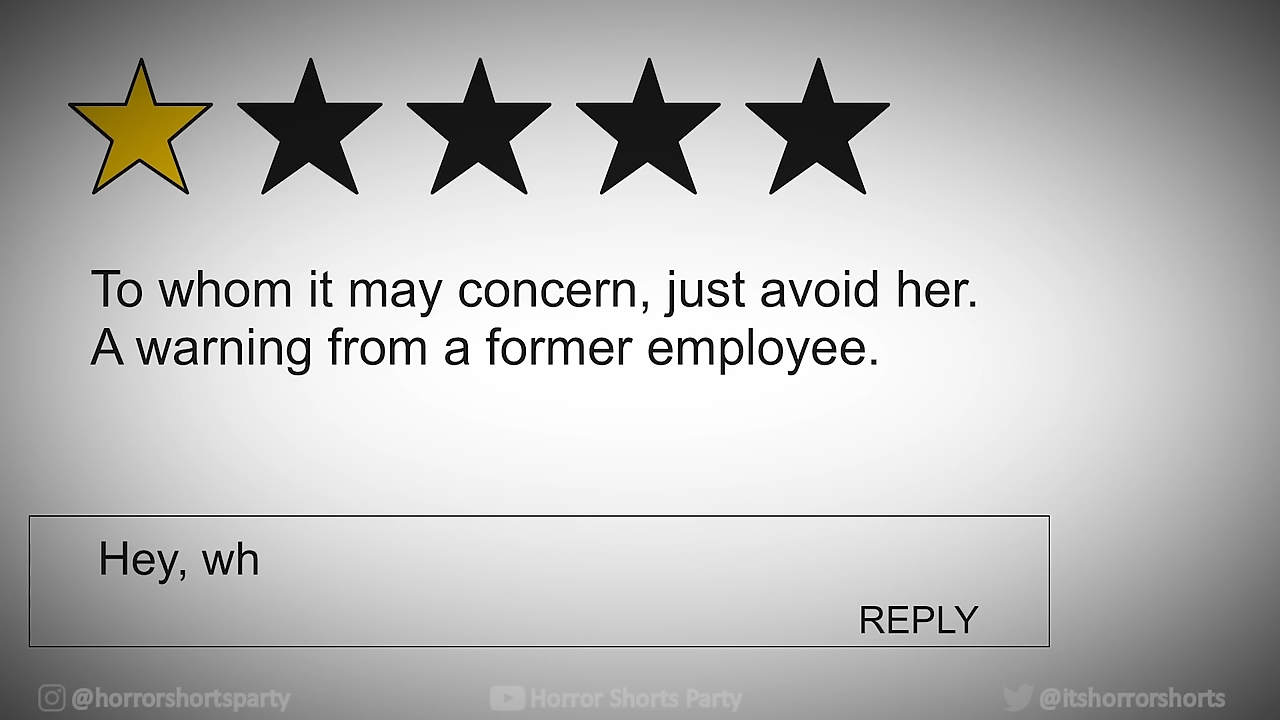 To whom it may concern, just avoid her.
A warning from a former employee.
Hey, wh
REPLY
@horrorshortsparty Horror Shorts Party @itshorrorshorts